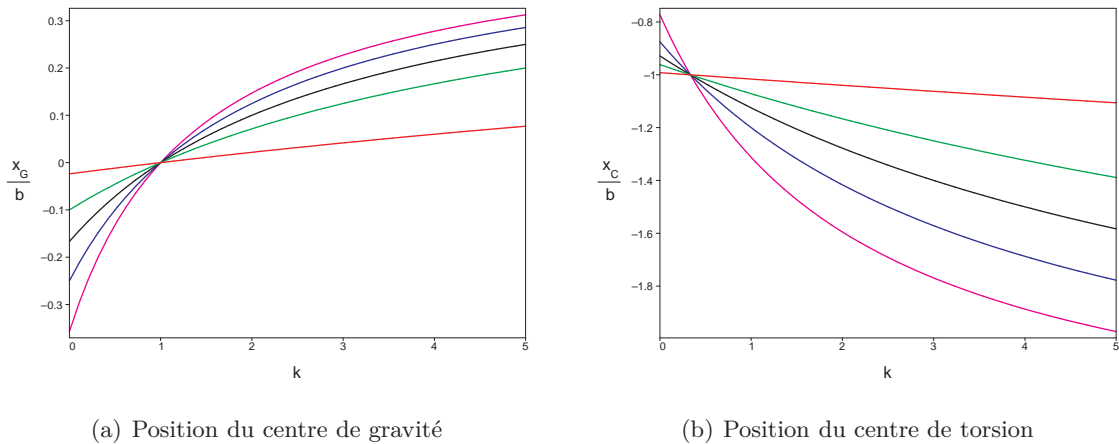 0.3
0.2
0.1
0
−0.1
−0.2
−0.3
x_G
b
0 1 2 3 4 5
k
−0.8
−1
−1.2
−1.4
−1.6
−1.8
x_C
b
0 1 2 3 4 5
k
(a) Position du centre de gravité
(b) Position du centre de torsion